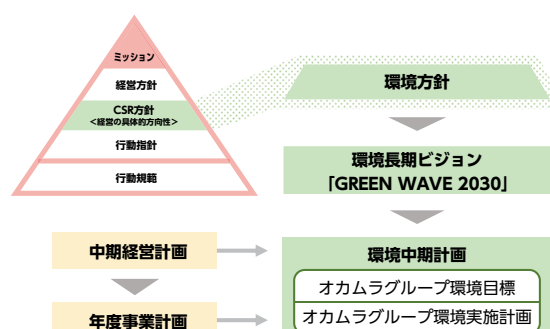 ミッション
経営方針
CSR方針
＜経営の具体的方向性＞
行動指針
行動規範
環境方針
環境長期ビジョン
「GREEN WAVE 2030」
中期経営計画
年度事業計画
環境中期計画
オカムラグループ環境目標
オカムラグループ環境実施計画